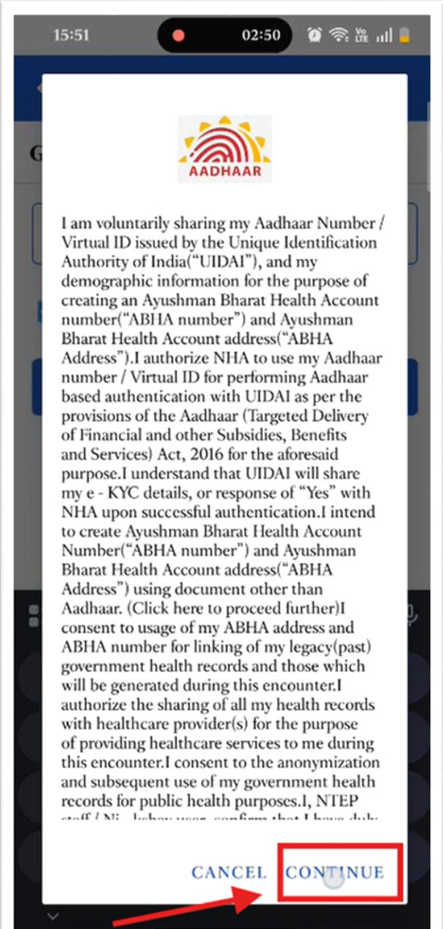 15:51
02:50
Vo
LTE
G
AADHAAR
I am voluntarily sharing my Aadhaar Number /
Virtual ID issued by the Unique Identification
Authority of India("UIDAI"), and my
demographic information for the purpose of
creating an Ayushman Bharat Health Account
number("ABHA number") and Ayushman
Bharat Health Account address("ABHA
Address").I authorize NHA to use my Aadhaar
number / Virtual ID for performing Aadhaar
based authentication with UIDAI as per the
provisions of the Aadhaar (Targeted Delivery
of Financial and other Subsidies, Benefits
and Services) Act, 2016 for the aforesaid
purpose.I understand that UIDAI will share
my e - KYC details, or response of "Yes" with
NHA upon successful authentication.I intend
to create Ayushman Bharat Health Account
Number("ABHA number") and Ayushman
Bharat Health Account address("ABHA
Address") using document other than
Aadhaar. (Click here to proceed further)I
consent to usage of my ABHA address and
ABHA number for linking of my legacy(past)
government health records and those which
will be generated during this encounter.I
authorize the sharing of all my health records
with healthcare provider(s) for the purpose
of providing healthcare services to me during
this encounter.I consent to the anonymization
and subsequent use of my government health
records for public health purposes.I, NTEP
user, confirm that I have duly
CANCEL CONTINUE